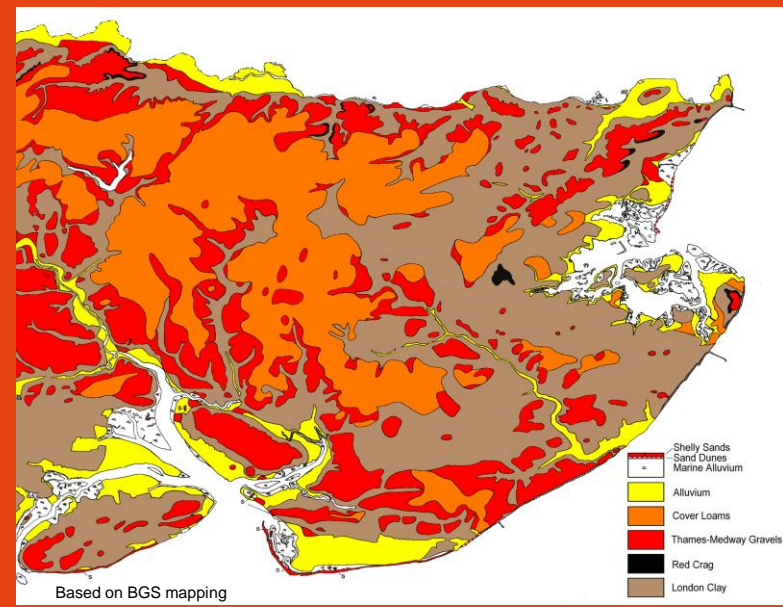 Shelly Sands
Sand Dunes
Marine Alluvium
Alluvium
Cover Loams
Thames-Medway Gravels
Red Crag
London Clay
Based on BGS mapping